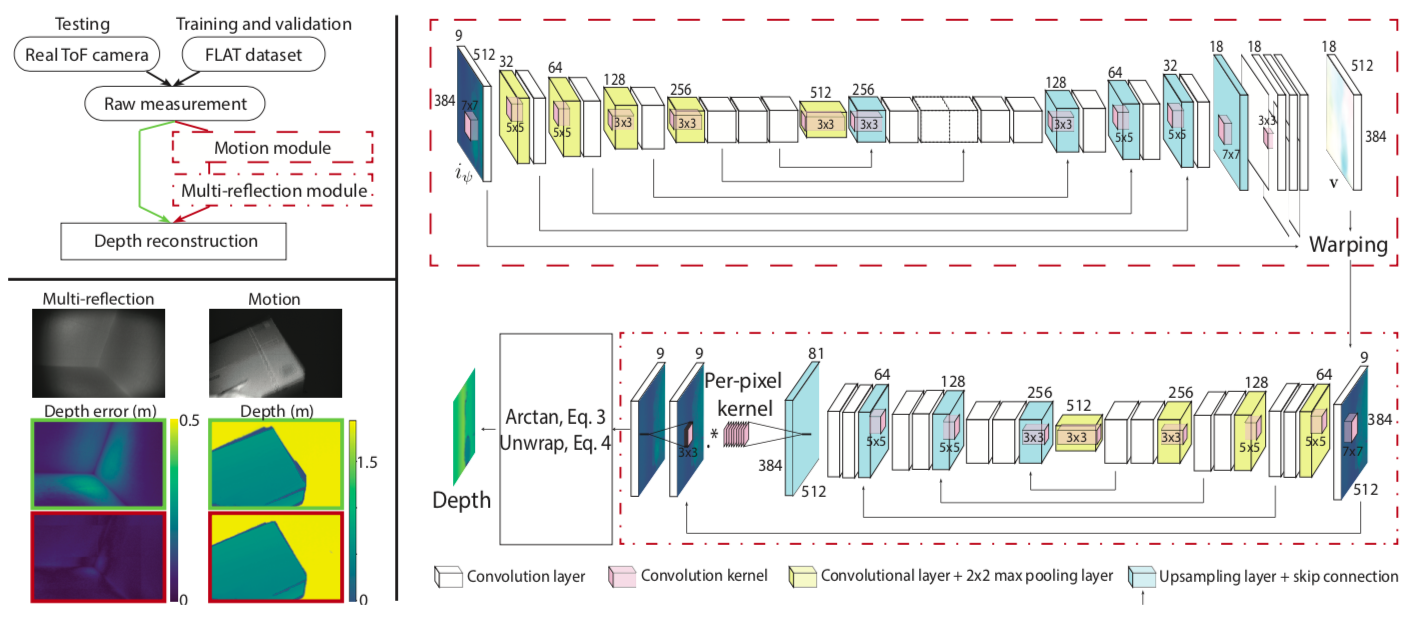 Testing
Training and validation
Real ToF camera
FLAT dataset
Raw measurement
Motion module
Multi-reflection module
Depth reconstruction
Multi-reflection
Motion
Depth error (m)
Depth (m)
0.5
0
1.5
0
9
512
384
7x7
iψ
32
5x5
64
5x5
128
3x3
256
3x3
512
3x3
256
3x3
128
3x3
64
5x5
32
5x5
18
7x7
18
3x3
18
512
384
v
Warping
Depth
Arctan, Eq. 3
Unwrap, Eq. 4
9
9
3x3
.*
Per-pixel
kernel
81
384
512
64
5x5
128
5x5
256
3x3
512
3x3
256
3x3
128
5x5
64
5x5
9
384
7x7
512
Convolution layer
Convolution kernel
Convolutional layer + 2x2 max pooling layer
Upsampling layer + skip connection